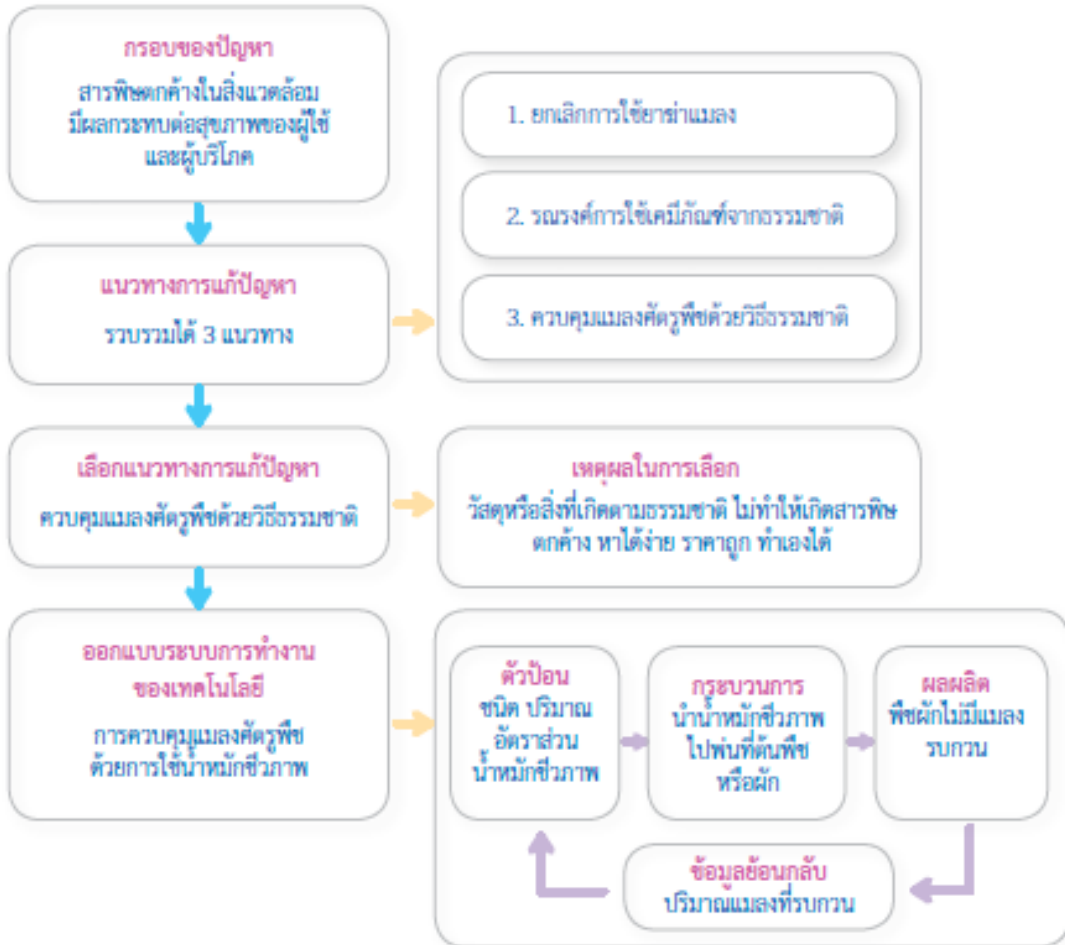 กรอบของปัญหา
สารพิษตกค้างในสิ่งแวดล้อม
มีผลกระทบต่อสุขภาพของผู้ใช้
และผู้บริโภค
แนวทางการแก้ปัญหา
รวบรวมได้ 3 แนวทาง
1. ยกเลิกการใช้ยาฆ่าแมลง
2. รณรงค์การใช้เคมีภัณฑ์จากธรรมชาติ
3. ควบคุมแมลงศัตรูพืชด้วยวิธีธรรมชาติ
เลือกแนวทางการแก้ปัญหา
ควบคุมแมลงศัตรูพืชด้วยวิธีธรรมชาติ
เหตุผลในการเลือก
วัสดุหรือสิ่งที่เกิดตามธรรมชาติ ไม่ทำให้เกิดสารพิษ
ตกค้าง หาได้ง่าย ราคาถูก ทำเองได้
ออกแบบระบบการทำงาน
ของเทคโนโลยี
การควบคุมแมลงศัตรูพืช
ด้วยการใช้น้ำหมักชีวภาพ
ตัวป้อน
ชนิด ปริมาณ
อัตราส่วน
น้ำหมักชีวภาพ
กระบวนการ
นำน้ำหมักชีวภาพ
ไปพ่นที่ต้นพืช
หรือผัก
ผลผลิต
พืชผักไม่มีแมลง
รบกวน
ข้อมูลย้อนกลับ
ปริมาณแมลงที่รบกวน